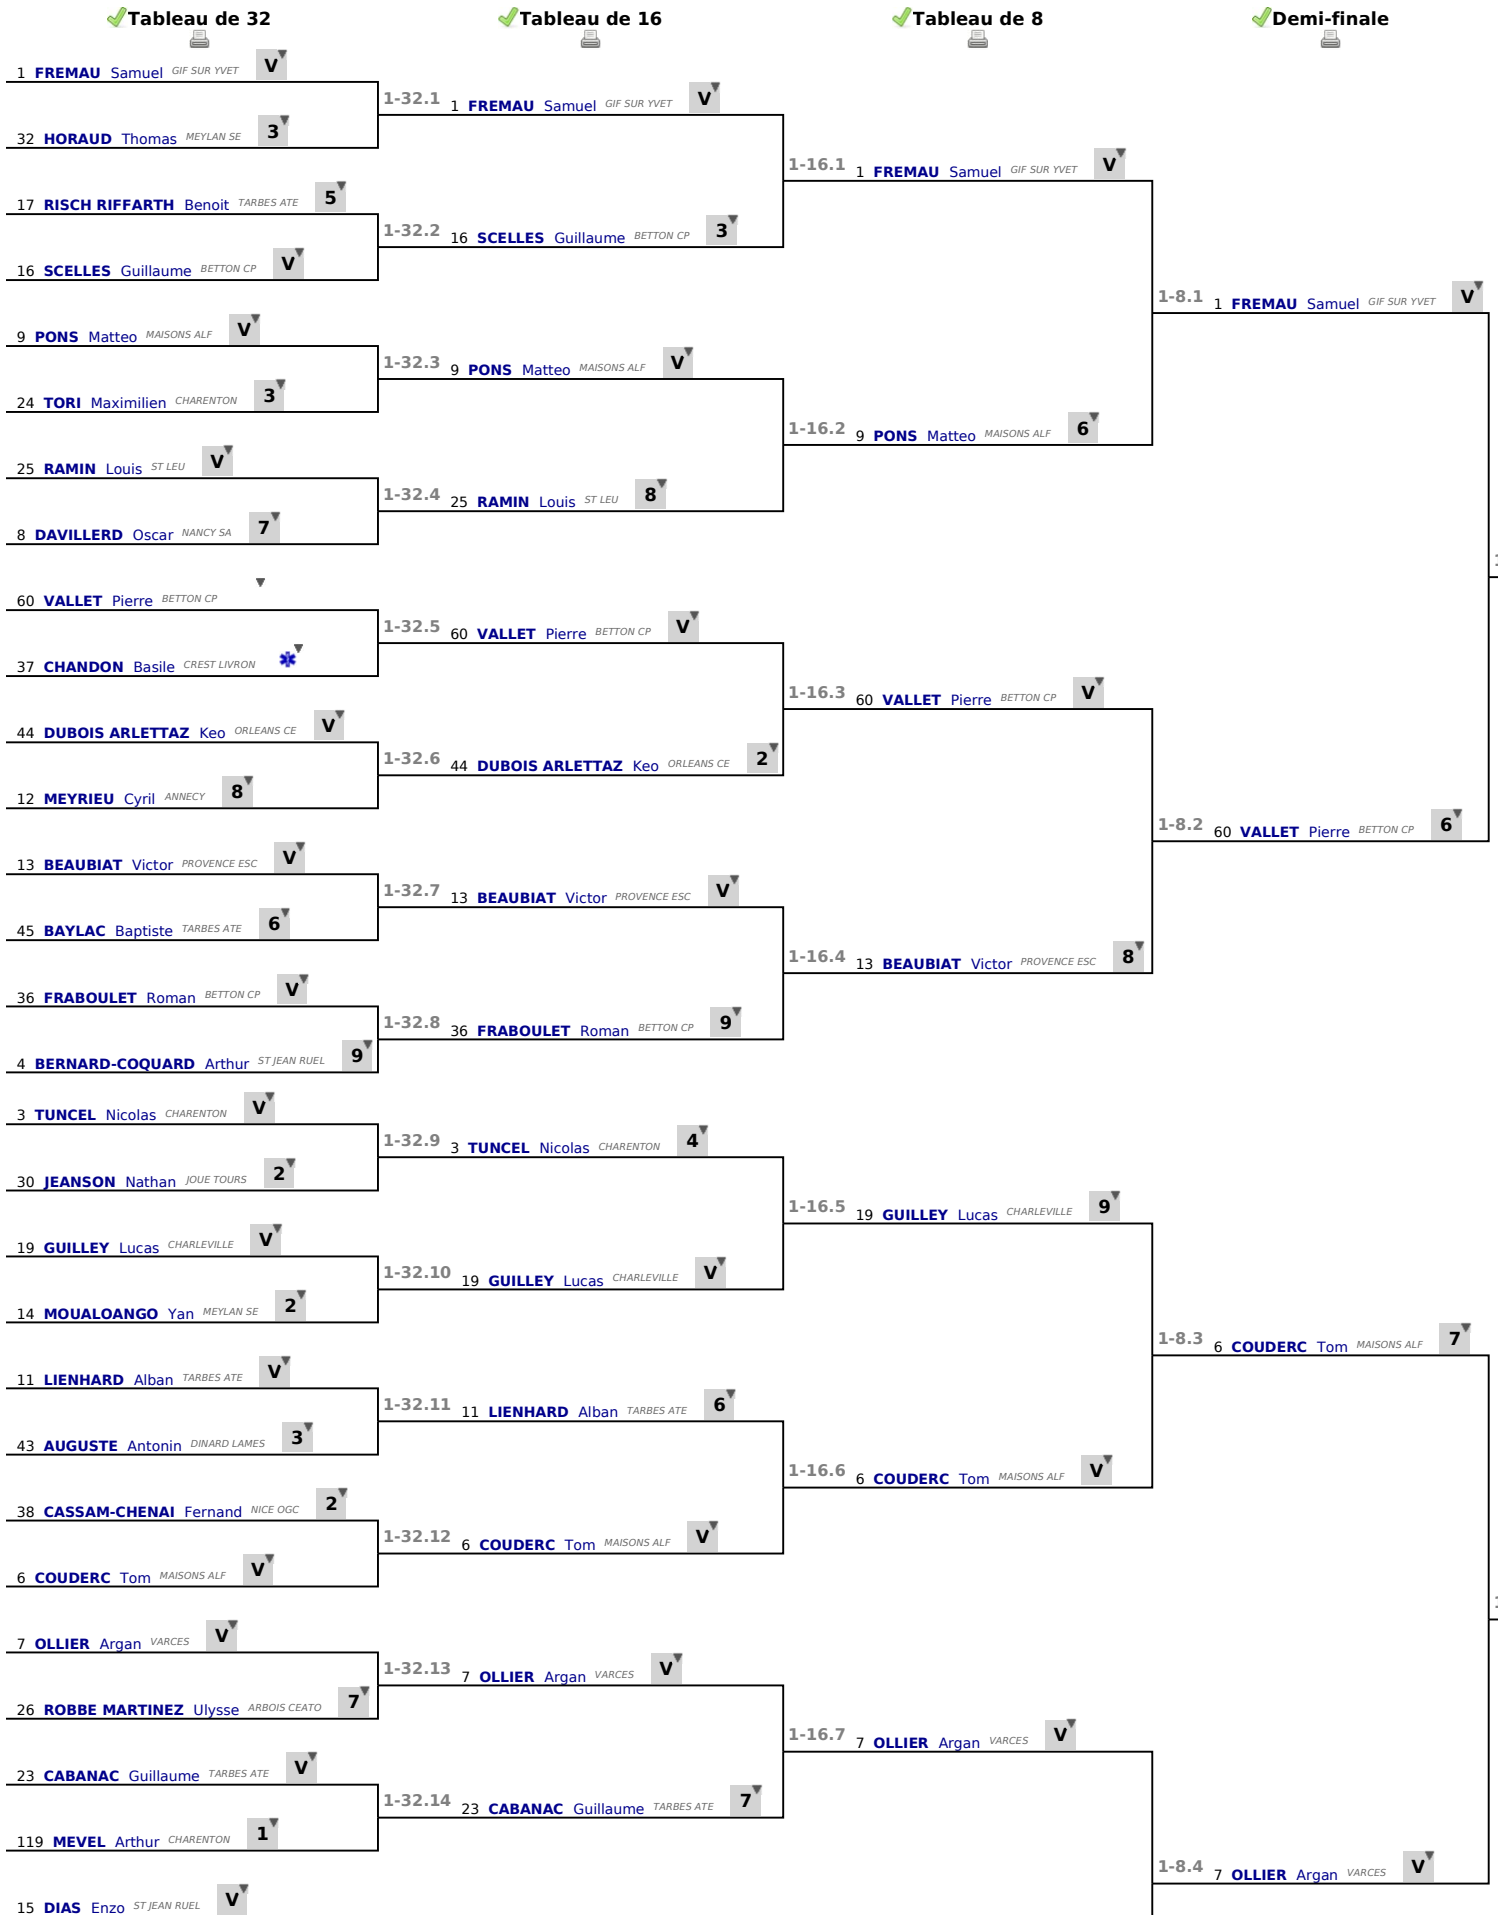 Tableau de 32
Tableau de 16
Tableau de 8
Demi-finale
1 FREMAU Samuel GIF SUR YVET V
32 HORAUD Thomas MEYLAN SE 3
17 RISCH RIFFARTH Benoit TARBES ATE 5
16 SCELLES Guillaume BETTON CP V
9 PONS Matteo MAISONS ALF V
24 TORI Maximilien CHARENTON 3
25 RAMIN Louis ST LEU V
8 DAVILLERD Oscar NANCY SA 7
60 VALLET Pierre BETTON CP
37 CHANDON Basile CREST LIVRON
44 DUBOIS ARLETTAZ Keo ORLEANS CE V
12 MEYRIEU Cyril ANNECY 8
13 BEAUBIAT Victor PROVENCE ESC V
45 BAYLAC Baptiste TARBES ATE 6
36 FRABOULET Roman BETTON CP V
4 BERNARD-COQUARD Arthur ST JEAN RUEL 9
3 TUNCEL Nicolas CHARENTON V
30 JEANSON Nathan JOUE TOURS 2
19 GUILLEY Lucas CHARLEVILLE V
14 MOUALOANGO Yan MEYLAN SE 2
11 LIENHARD Alban TARBES ATE V
43 AUGUSTE Antonin DINARD LAMES 3
38 CASSAM-CHENAI Fernand NICE OGC 2
6 COUDERC Tom MAISONS ALF V
7 OLLIER Argan VARCES V
26 ROBBE MARTINEZ Ulysse ARBOIS CEATO 7
23 CABANAC Guillaume TARBES ATE V
119 MEVEL Arthur CHARENTON 1
15 DIAS Enzo ST JEAN RUEL V
1-32.1 1 FREMAU Samuel GIF SUR YVET V
1-32.2 16 SCELLES Guillaume BETTON CP 3
1-32.3 9 PONS Matteo MAISONS ALF V
1-32.4 25 RAMIN Louis ST LEU 8
1-32.5 60 VALLET Pierre BETTON CP V
1-32.6 44 DUBOIS ARLETTAZ Keo ORLEANS CE 2
1-32.7 13 BEAUBIAT Victor PROVENCE ESC V
1-32.8 36 FRABOULET Roman BETTON CP 9
1-32.9 3 TUNCEL Nicolas CHARENTON 4
1-32.10 19 GUILLEY Lucas CHARLEVILLE V
1-32.11 11 LIENHARD Alban TARBES ATE 6
1-32.12 6 COUDERC Tom MAISONS ALF V
1-32.13 7 OLLIER Argan VARCES V
1-32.14 23 CABANAC Guillaume TARBES ATE 7
1-16.1 1 FREMAU Samuel GIF SUR YVET V
1-16.2 9 PONS Matteo MAISONS ALF 6
1-16.3 60 VALLET Pierre BETTON CP V
1-16.4 13 BEAUBIAT Victor PROVENCE ESC 8
1-16.5 19 GUILLEY Lucas CHARLEVILLE 9
1-16.6 6 COUDERC Tom MAISONS ALF V
1-16.7 7 OLLIER Argan VARCES V
1-8.1 1 FREMAU Samuel GIF SUR YVET V
1-8.2 60 VALLET Pierre BETTON CP 6
1-8.3 6 COUDERC Tom MAISONS ALF 7
1-8.4 7 OLLIER Argan VARCES V